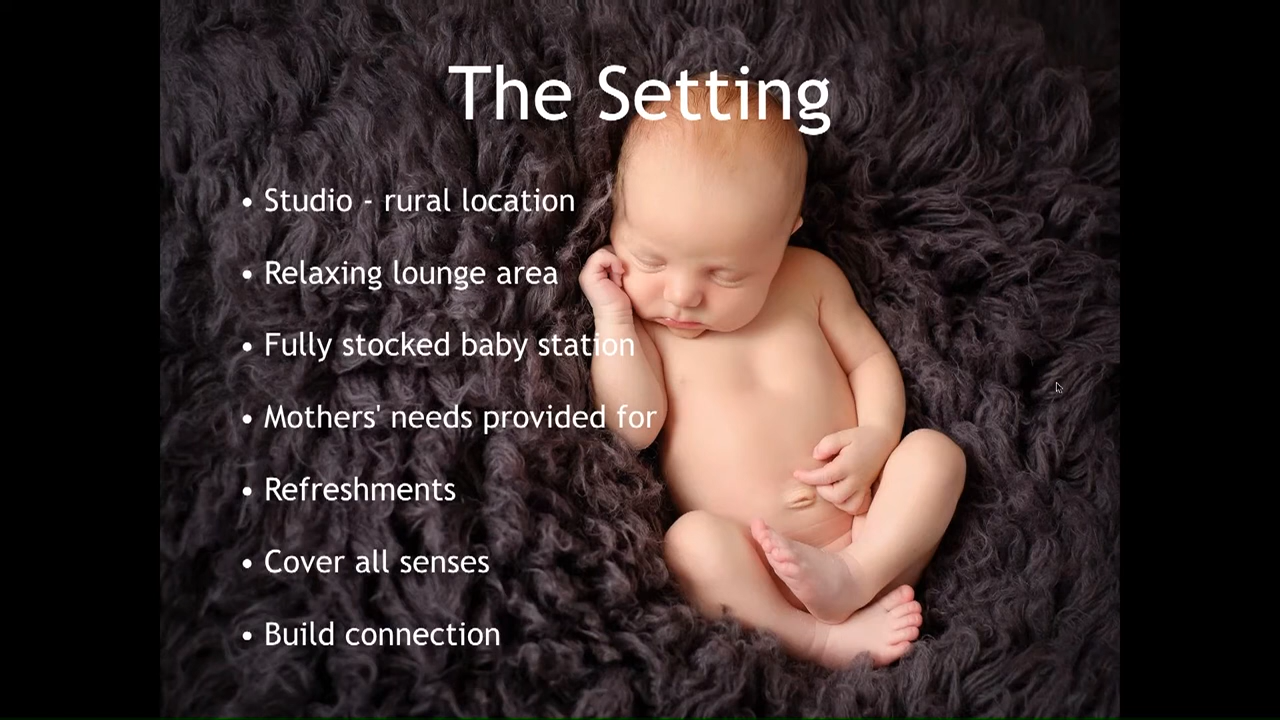 The Setting
• Studio - rural location
• Relaxing lounge area
• Fully stocked baby station
• Mothers' needs provided for
• Refreshments
• Cover all senses
• Build connection